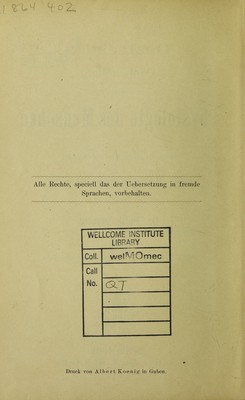 1824402
Alle Rechte, speciell das der Uebersetzung in fremde
Sprachen, vorbehalten.
WELLCOME INSTITUTE
LIBRARY
Coll. welMOmec
Call
No. QT
Druck von Albert Koenig in Guben.